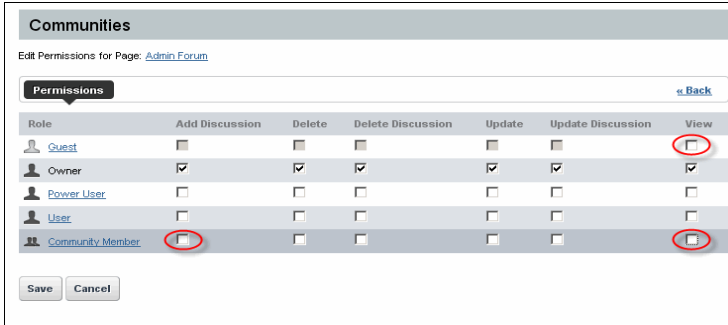 Communities
Edit Permissions for Page: Admin Forum
Permissions
« Back
Role Add Discussion Delete Delete Discussion Update Update Discussion View
Guest
Owner
Power User
User
Community Member
Save Cancel